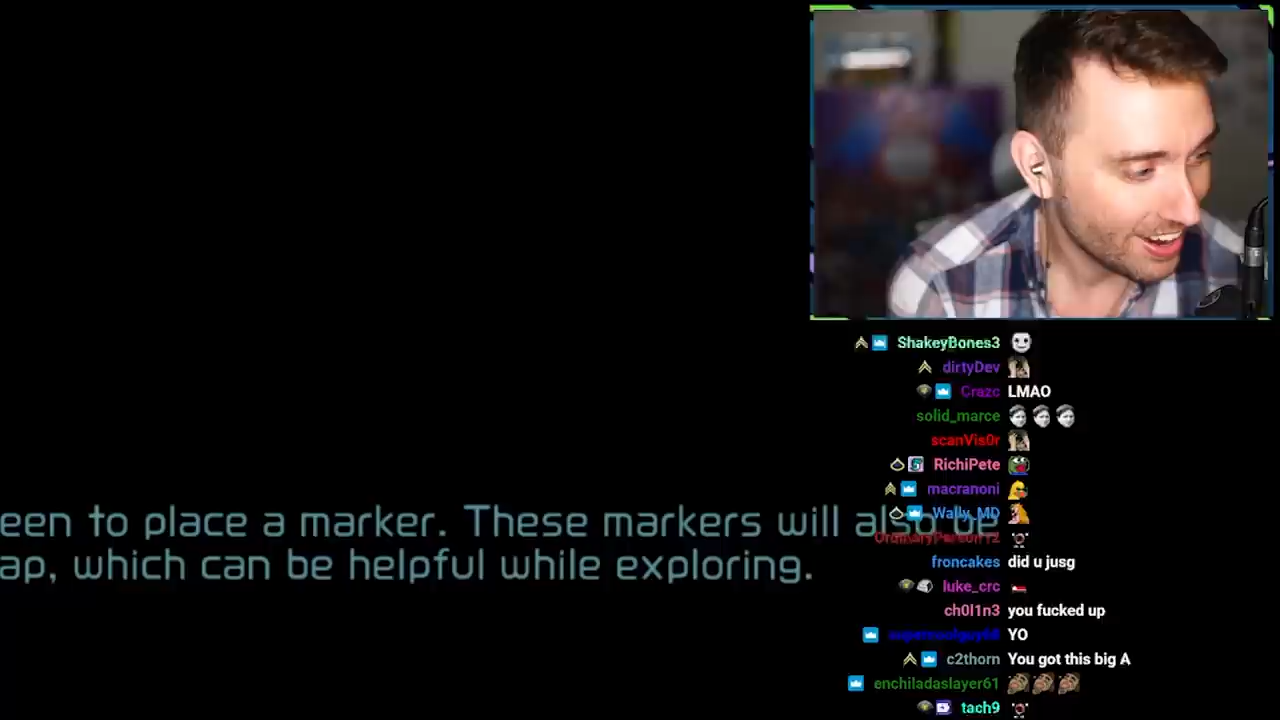 ShakeyBones3
dirtyDev
Crazc LMAO
solid_marce
scanVis0r
RichiPete
macranoni
een to place a marker. These markers will also be
Wally_MD
ap, which can be helpful while exploring.
OrdinaryPerson12
froncakes did u jusg
luke_crc
ch0l1n3 you fucked up
supercoolguy68 YO
c2thorn You got this big A
enchiladaslayer61
tach9